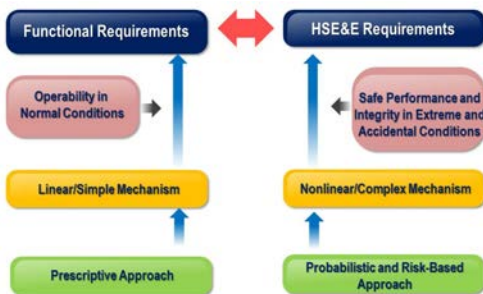 Functional Requirements
HSE&E Requirements
Operability in
Normal Conditions
Safe Performance and
Integrity in Extreme and
Accidental Conditions
Linear/Simple Mechanism
Nonlinear/Complex Mechanism
Prescriptive Approach
Probabilistic and Risk-Based
Approach